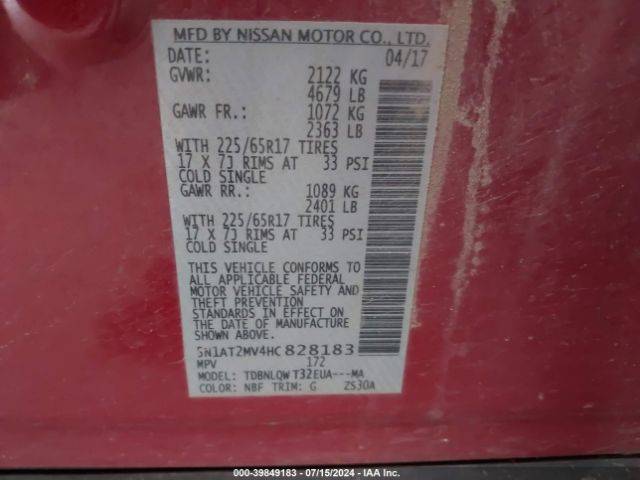 MFD BY NISSAN MOTOR CO., LTD.
DATE: 04/17
GVWR: 2122 KG
4679 LB
GAWR FR.: 1072 KG
2363 LB
WITH 225/65R17 TIRES
17 X 7J RIMS AT 33 PSI
COLD SINGLE
GAWR RR.: 1089 KG
2401 LB
WITH 225/65R17 TIRES
17 X 7J RIMS AT 33 PSI
COLD SINGLE
THIS VEHICLE CONFORMS TO
ALL APPLICABLE FEDERAL
MOTOR VEHICLE SAFETY AND
THEFT PREVENTION
STANDARDS IN EFFECT ON
THE DATE OF MANUFACTURE
SHOWN ABOVE.
5N1AT2MV4HC828183
MPV 172
MODEL: TDBNLQW T32EUA---MA
COLOR: NBF TRIM: G ZS30A
000-39849183 - 07/15/2024 - IAA Inc.